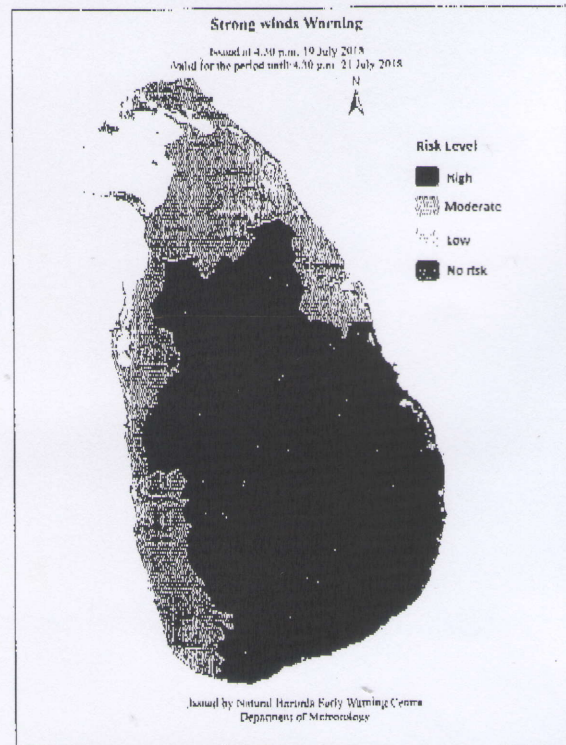 Strong winds Warning
Issued at 4.30 p.m. 19 July 2018
Valid for the period until 4.30 p.m. 21 July 2018
N
Risk Level
High
Moderate
Low
No risk
Issued by Natural Hazards Early Warning Centre
Department of Meteorology